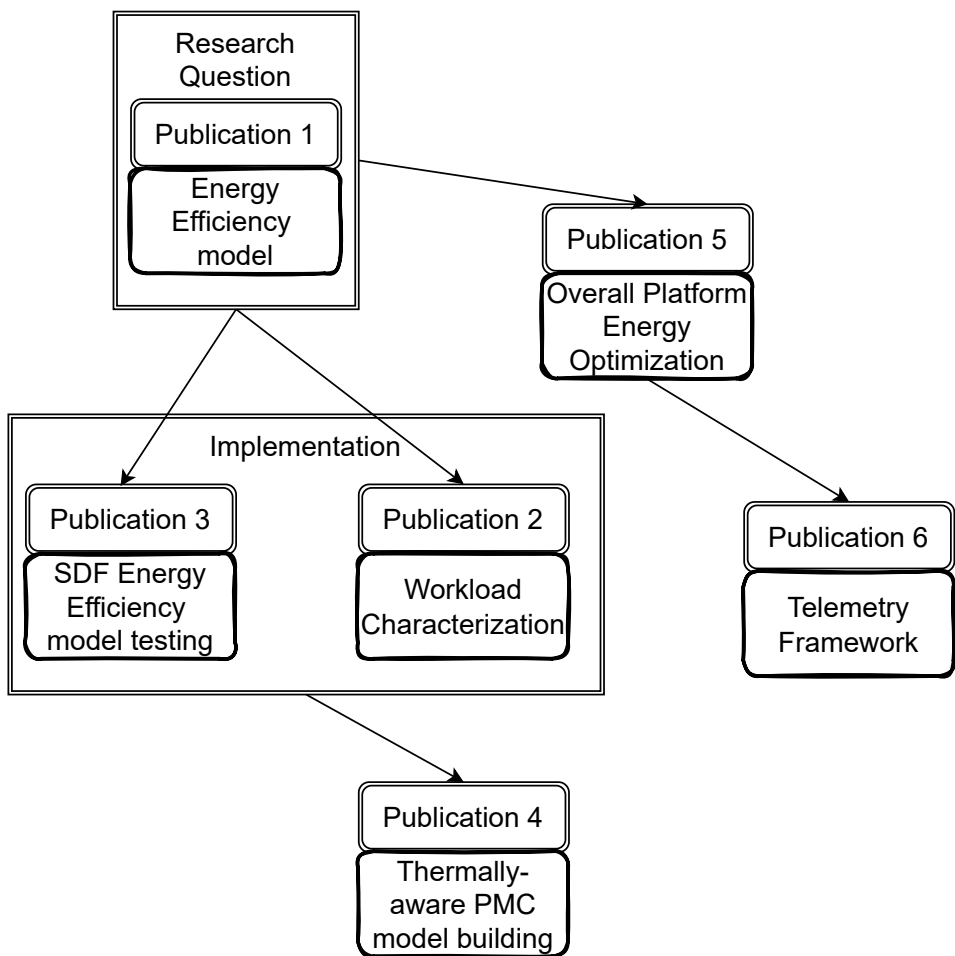 Research
Question
Publication 1
Energy
Efficiency
model
Publication 5
Overall Platform
Energy
Optimization
Implementation
Publication 3
SDF Energy
Efficiency
model testing
Publication 2
Workload
Characterization
Publication 6
Telemetry
Framework
Publication 4
Thermally-
aware PMC
model building